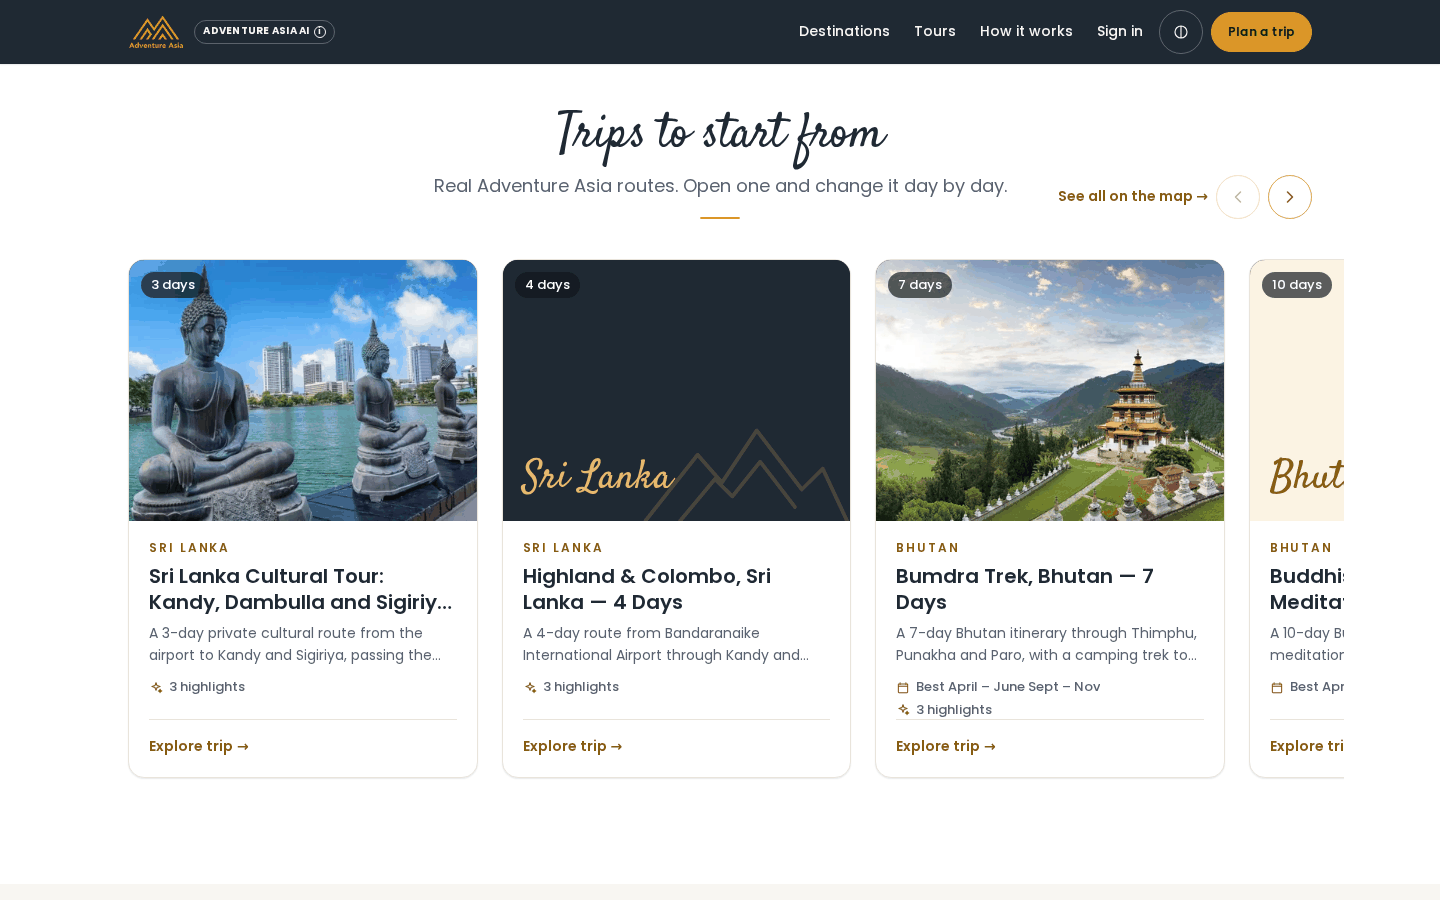 Adventure Asia
ADVENTURE ASIA AI
Destinations
Tours
How it works
Sign in
Plan a trip
Trips to start from
Real Adventure Asia routes. Open one and change it day by day.
See all on the map →
3 days
SRI LANKA
Sri Lanka Cultural Tour:
Kandy, Dambulla and Sigiriy...
A 3-day private cultural route from the
airport to Kandy and Sigiriya, passing the...
3 highlights
Explore trip →
4 days
Sri Lanka
SRI LANKA
Highland & Colombo, Sri
Lanka — 4 Days
A 4-day route from Bandaranaike
International Airport through Kandy and...
3 highlights
Explore trip →
7 days
BHUTAN
Bumdra Trek, Bhutan — 7
Days
A 7-day Bhutan itinerary through Thimphu,
Punakha and Paro, with a camping trek to...
Best April – June Sept – Nov
3 highlights
Explore trip →
10 days
Bhut
BHUTAN
A 10-day
Best
Explore